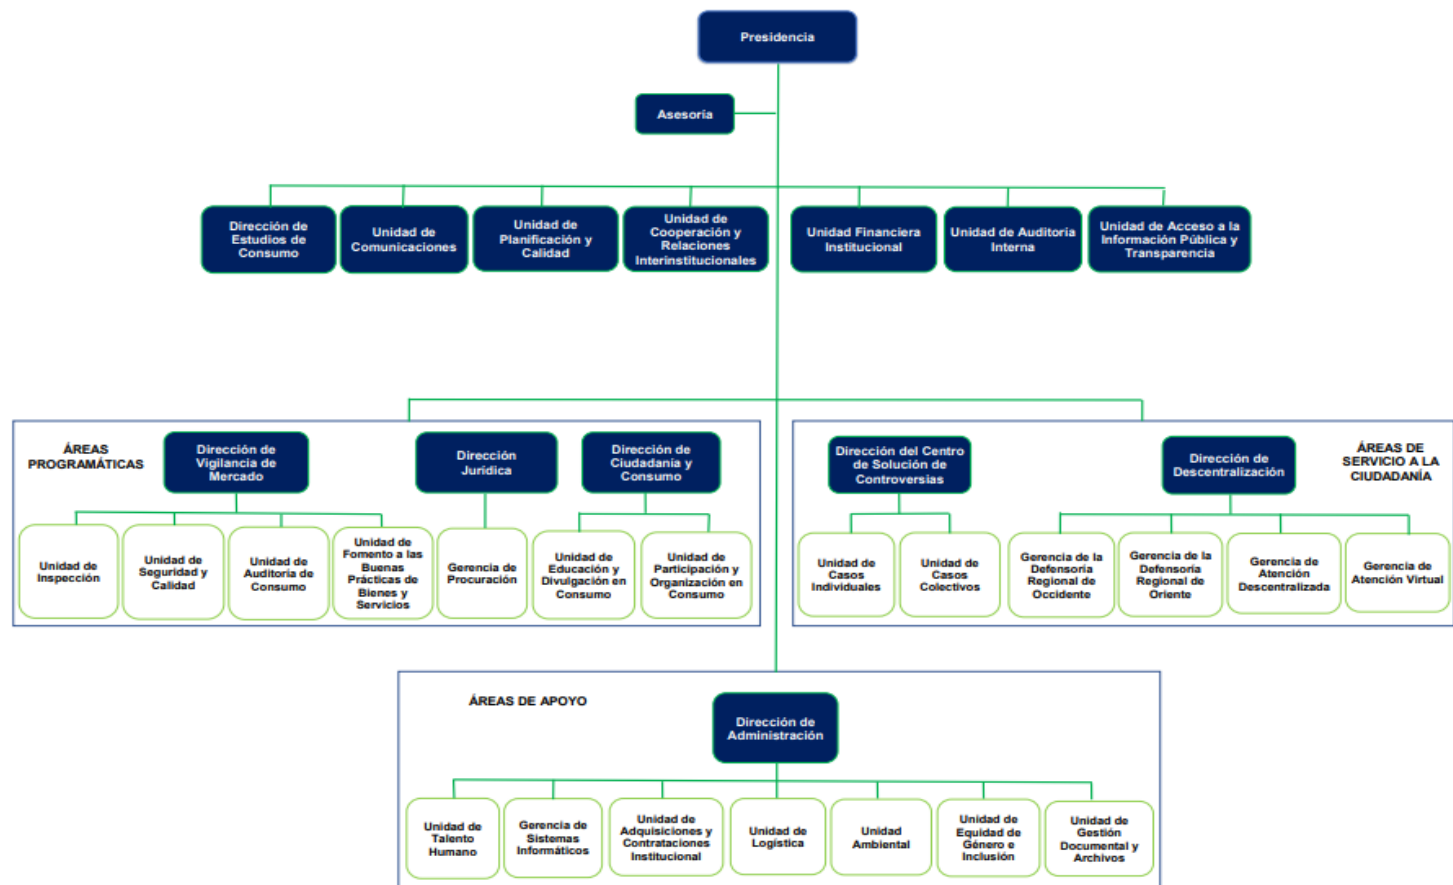 Presidencia
Asesoría
Dirección de
Estudios de
Consumo
Unidad de
Comunicaciones
Unidad de
Planificación y
Calidad
Unidad de
Cooperación y
Relaciones
Interinstitucionales
Unidad Financiera
Institucional
Unidad de Auditoria
Interna
Unidad de Acceso a la
Información Pública y
Transparencia
ÁREAS
PROGRAMÁTICAS
Dirección de
Vigilancia de
Mercado
Dirección
Jurídica
Dirección de
Ciudadanía y
Consumo
Unidad de
Inspección
Unidad de
Seguridad y
Calidad
Unidad de
Auditoría de
Consumo
Unidad de
Fomento a las
Buenas
Prácticas de
Bienes y
Servicios
Gerencia de
Procuración
Unidad de
Educación y
Divulgación en
Consumo
Unidad de
Participación y
Organización en
Consumo
Dirección del Centro
de Solución de
Controversias
Dirección de
Descentralización
ÁREAS DE
SERVICIO A LA
CIUDADANÍA
Unidad de
Casos
Individuales
Unidad de
Casos
Colectivos
Gerencia de la
Defensoría
Regional de
Occidente
Gerencia de la
Defensoría
Regional de
Oriente
Gerencia de
Atención
Descentralizada
Gerencia de
Atención Virtual
ÁREAS DE APOYO
Dirección de
Administración
Unidad de
Talento
Humano
Gerencia de
Sistemas
Informáticos
Unidad de
Adquisiciones y
Contrataciones
Institucional
Unidad de
Logística
Unidad
Ambiental
Unidad de
Equidad de
Género e
Inclusión
Unidad de
Gestión
Documental y
Archivos